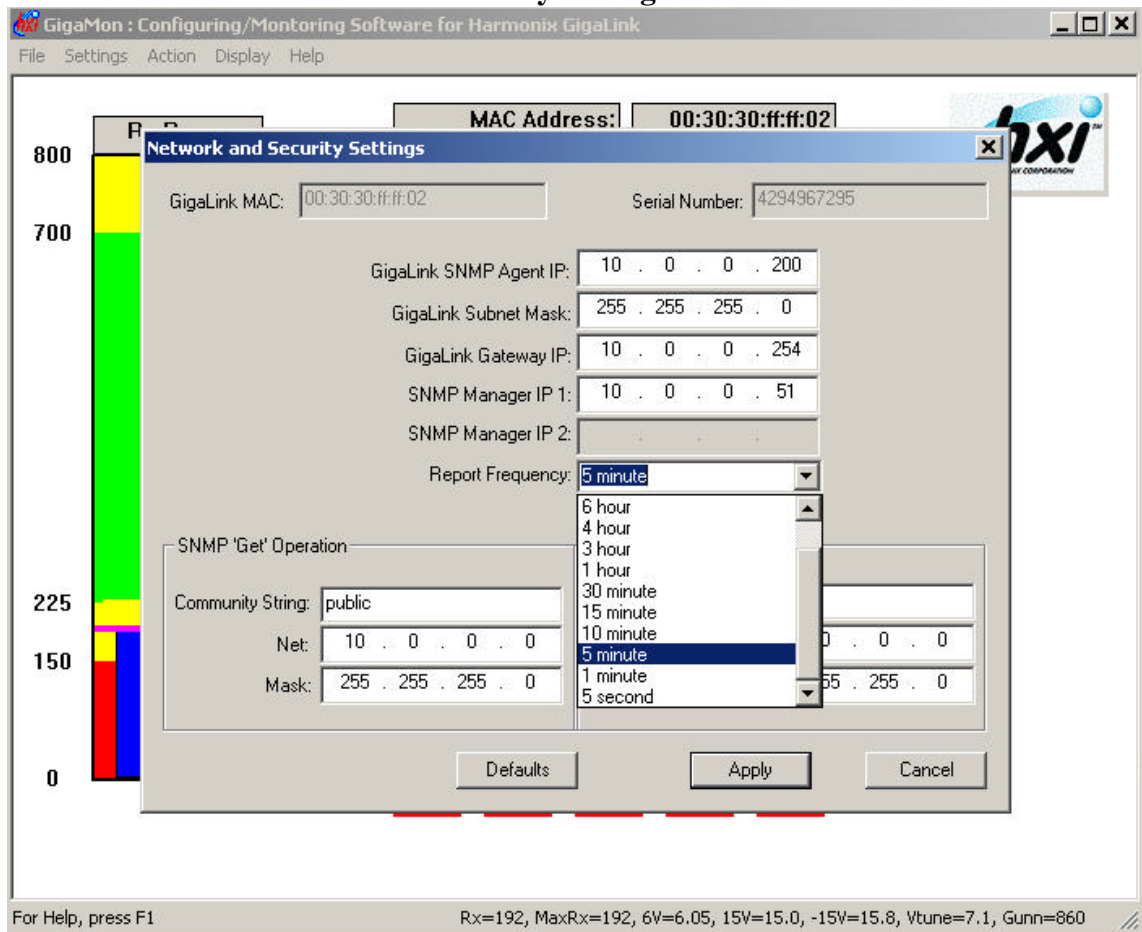 GigaMon : Configuring/Montoring Software for Harmonix GigaLink
File Settings Action Display Help
MAC Address: 00:30:30:ff:ff:02
hxi
TM
800
700
225
150
0
Network and Security Settings
GigaLink MAC: 00:30:30:ff:ff:02 Serial Number: 4294967295
GigaLink SNMP Agent IP: 10 . 0 . 0 . 200
GigaLink Subnet Mask: 255 . 255 . 255 . 0
GigaLink Gateway IP: 10 . 0 . 0 . 254
SNMP Manager IP 1: 10 . 0 . 0 . 51
SNMP Manager IP 2: . . .
Report Frequency: 5 minute
6 hour
4 hour
3 hour
1 hour
30 minute
15 minute
10 minute
5 minute
1 minute
5 second
SNMP 'Get' Operation
Community String: public
Net: 10 . 0 . 0 . 0
0 . 0 . 0
Mask: 255 . 255 . 255 . 0
55 . 255 . 0
Defaults Apply Cancel
For Help, press F1 Rx=192, MaxRx=192, 6V=6.05, 15V=15.0, -15V=15.8, Vtune=7.1, Gunn=860